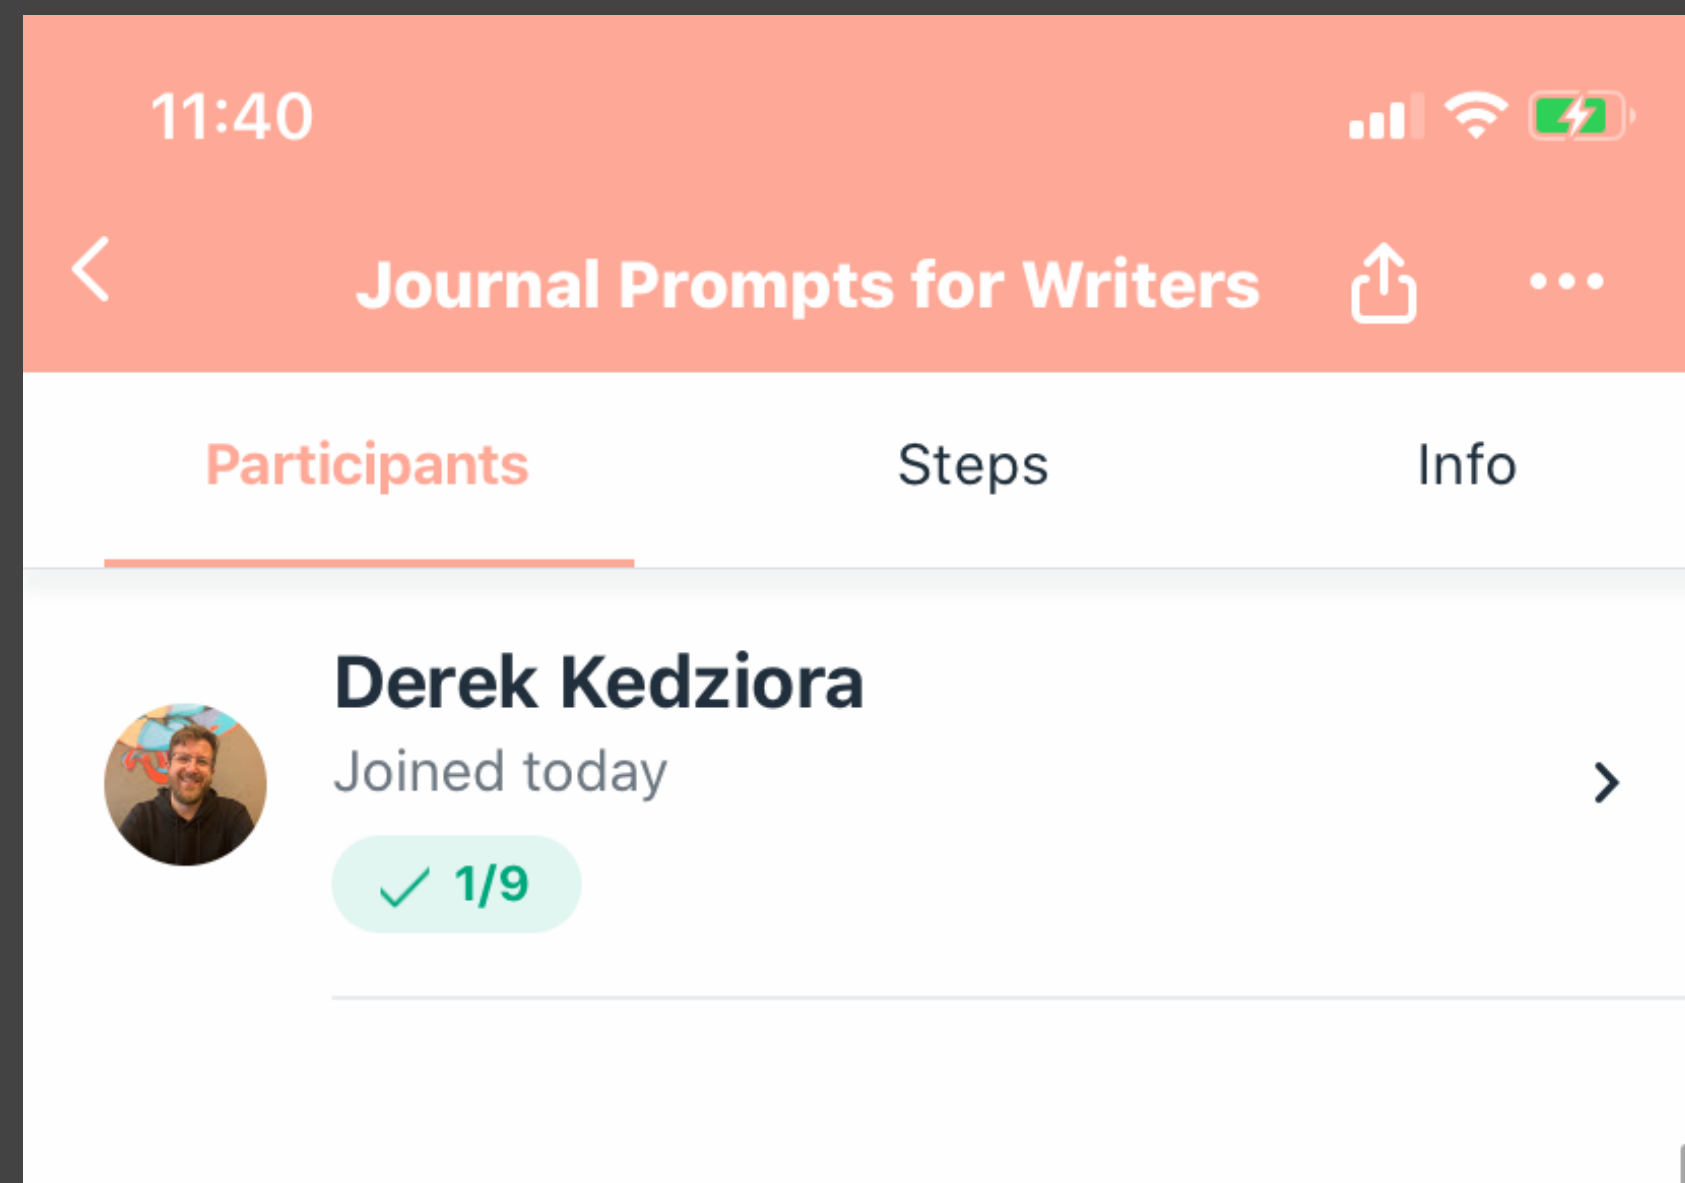 11:40
Journal Prompts for Writers
Participants Steps Info
Derek Kedziora
Joined today
1/9